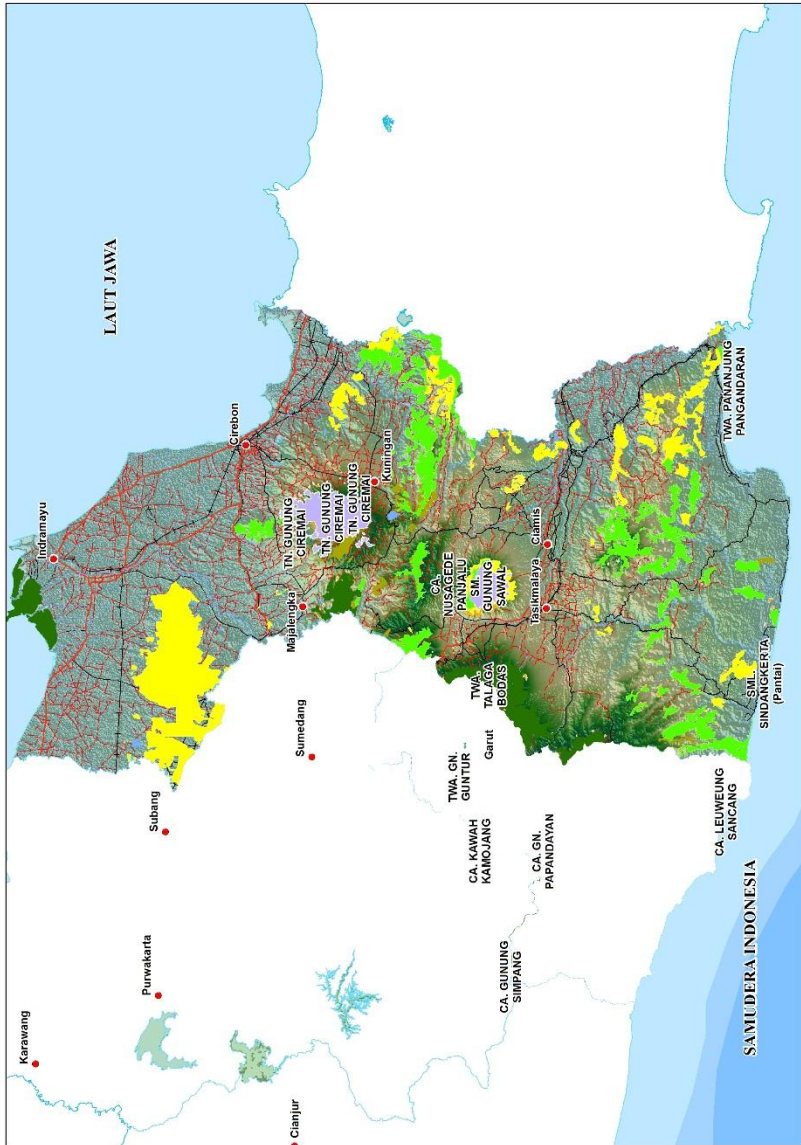 Karawang
Indramayu
LAUT JAWA
Purwakarta
Subang
Cirebon
Cianjur
Majalengka
Sumedang
TN. GUNUNG
CIREMAI
TN. GUNUNG
CIREMAI
TN. GUNUNG
CIREMAI
Kuningan
CA.
NUSAGEDE
PANJALU
TWA. GN.
GUNTUR
CA. KAWAH
KAMOJANG
TWA.
TALAGA
BODAS
SM.
GUNUNG
SAWAL
Garut
CA. GUNUNG
SIMPANG
CA. GN.
PAPANDAYAN
Tasikmalaya
Ciamis
CA. LEUWEUNG
SANCANG
TWA. PANANJUNG
PANGANDARAN
SAMUDERA INDONESIA
SML.
SINDANGKERTA
(Pantai)